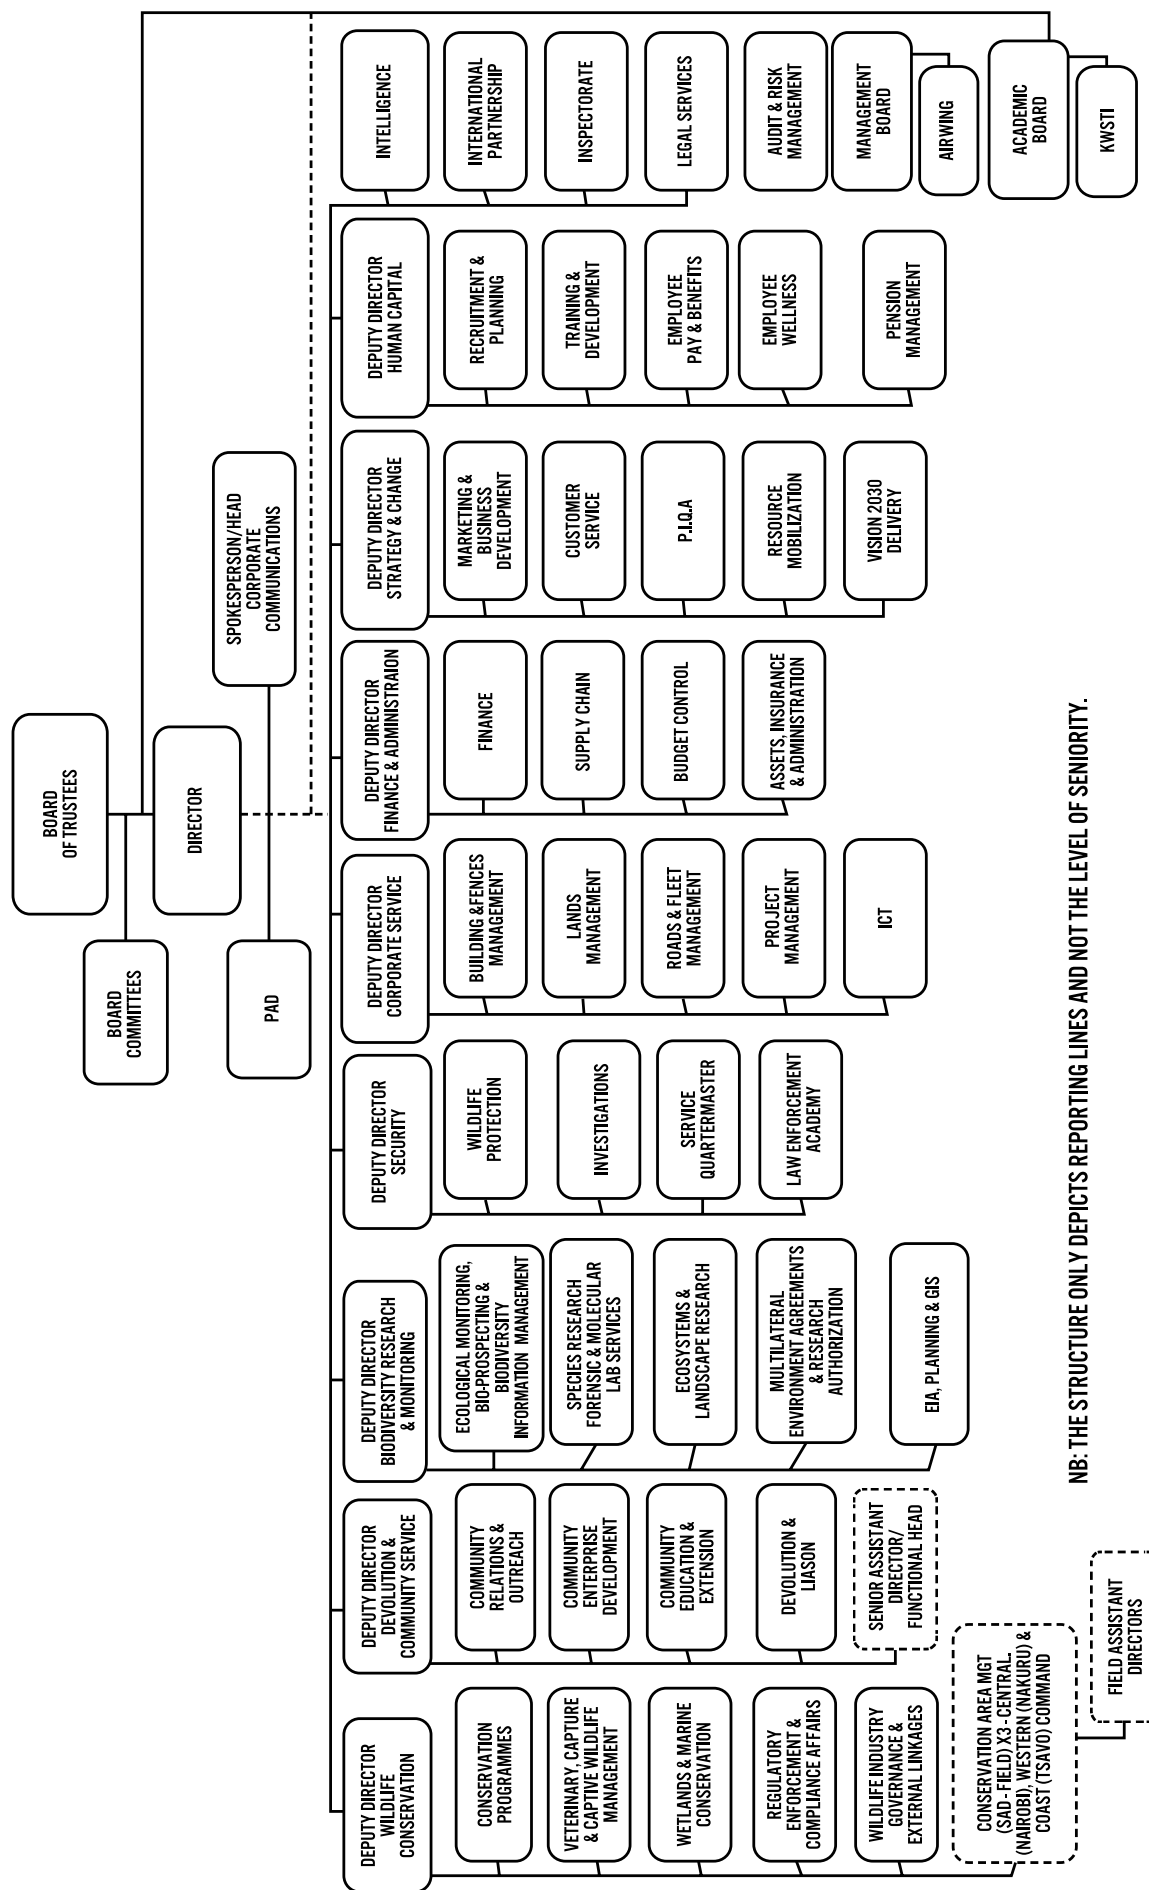 BOARD
OF TRUSTEES
BOARD
COMMITTEES
DIRECTOR
PAD
SPOKESPERSON/HEAD
CORPORATE
COMMUNICATIONS
DEPUTY DIRECTOR
WILDLIFE
CONSERVATION
CONSERVATION
PROGRAMMES
VETERINARY, CAPTURE
& CAPTIVE WILDLIFE
MANAGEMENT
WETLANDS & MARINE
CONSERVATION
REGULATORY
ENFORCEMENT &
COMPLIANCE AFFAIRS
WILDLIFE INDUSTRY
GOVERNANCE &
EXTERNAL LINKAGES
CONSERVATION AREA MGT
(SAD - FIELD) X3 - CENTRAL
(NAIROBI), WESTERN (NAKURU) &
COAST (TSAVO) COMMAND
FIELD ASSISTANT
DIRECTORS
DEPUTY DIRECTOR
DEVOLUTION &
COMMUNITY SERVICE
COMMUNITY
RELATIONS &
OUTREACH
COMMUNITY
ENTERPRISE
DEVELOPMENT
COMMUNITY
EDUCATION &
EXTENSION
DEVOLUTION &
LIASON
SENIOR ASSISTANT
DIRECTOR/
FUNCTIONAL HEAD
DEPUTY DIRECTOR
BIODIVERSITY RESEARCH
& MONITORING
ECOLOGICAL MONITORING,
BIO-PROSPECTING &
BIODIVERSITY
INFORMATION MANAGEMENT
SPECIES RESEARCH
FORENSIC & MOLECULAR
LAB SERVICES
ECOSYSTEMS &
LANDSCAPE RESEARCH
MULTILATERAL
ENVIRONMENT AGREEMENTS
& RESEARCH
AUTHORIZATION
EIA, PLANNING & GIS
DEPUTY DIRECTOR
SECURITY
WILDLIFE
PROTECTION
INVESTIGATIONS
SERVICE
QUARTERMASTER
LAW ENFORCEMENT
ACADEMY
DEPUTY DIRECTOR
CORPORATE SERVICE
BUILDING &FENCES
MANAGEMENT
LANDS
MANAGEMENT
ROADS & FLEET
MANAGEMENT
PROJECT
MANAGEMENT
ICT
DEPUTY DIRECTOR
FINANCE & ADMINISTRAION
FINANCE
SUPPLY CHAIN
BUDGET CONTROL
ASSETS, INSURANCE
& ADMINISTRATION
DEPUTY DIRECTOR
STRATEGY & CHANGE
MARKETING &
BUSINESS
DEVELOPMENT
CUSTOMER
SERVICE
P.I.Q.A
RESOURCE
MOBILIZATION
VISION 2030
DELIVERY
DEPUTY DIRECTOR
HUMAN CAPITAL
RECRUITMENT &
PLANNING
TRAINING &
DEVELOPMENT
EMPLOYEE
PAY & BENEFITS
EMPLOYEE
WELLNESS
PENSION
MANAGEMENT
INTELLIGENCE
INTERNATIONAL
PARTNERSHIP
INSPECTORATE
LEGAL SERVICES
AUDIT & RISK
MANAGEMENT
MANAGEMENT
BOARD
AIRWING
ACADEMIC
BOARD
KWSTI
NB: THE STRUCTURE ONLY DEPICTS REPORTING LINES AND NOT THE LEVEL OF SENIORITY.